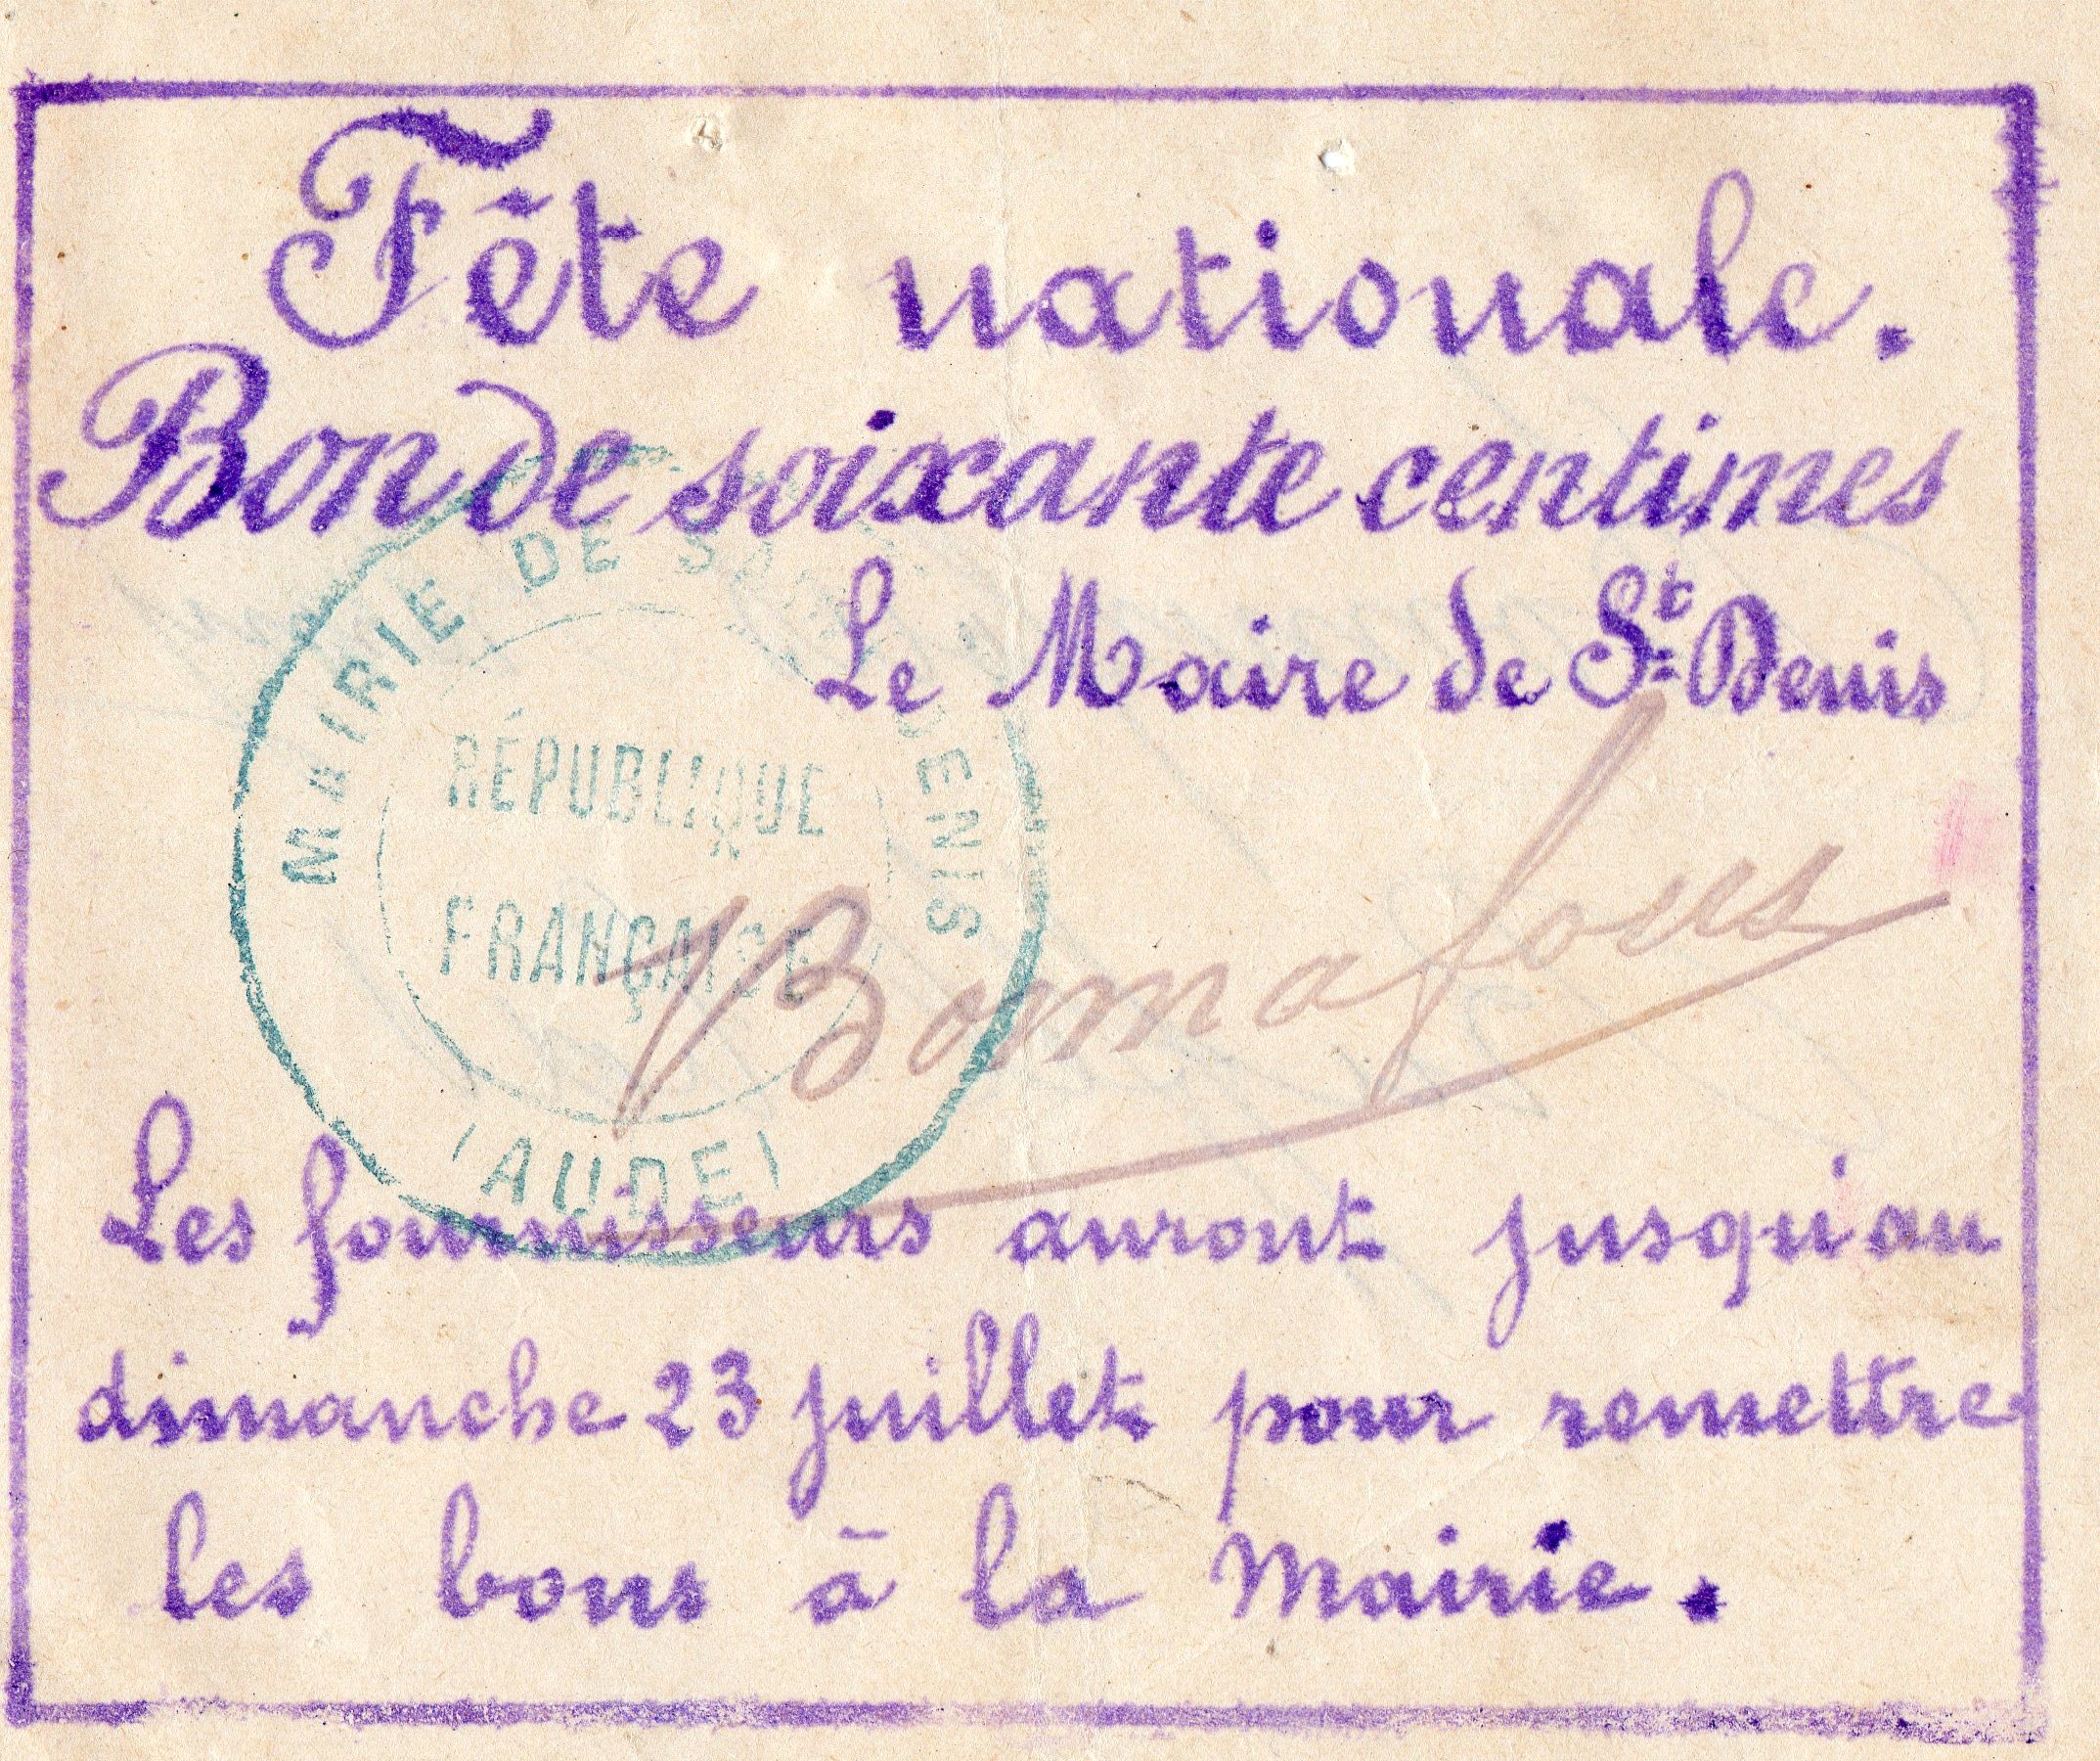 Fête nationale.
Bon de soixante centimes
Le Maire de St Denis
MAIRIE DE SAINT DENIS
RÉPUBLIQUE
FRANÇAISE
(AUDE)
Bonnafous
Les fournisseurs auront jusqu'au
dimanche 23 juillet pour remettre
les bons à la Mairie.